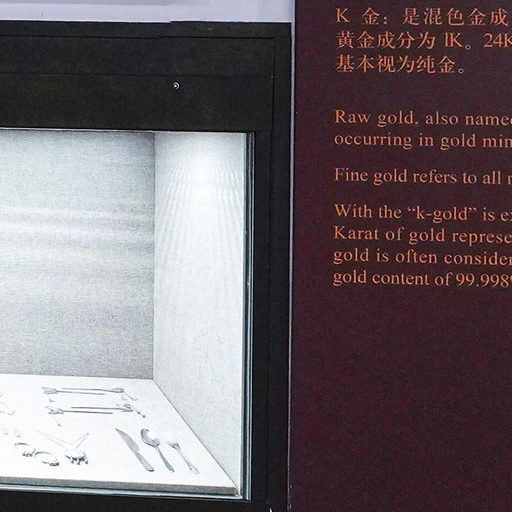 K 金：是混色金成
黄金成分为 1K。24K
基本视为纯金。
Raw gold, also name
occurring in gold min
Fine gold refers to all
With the “k-gold” is e
Karat of gold represe
gold is often consider
gold content of 99.998